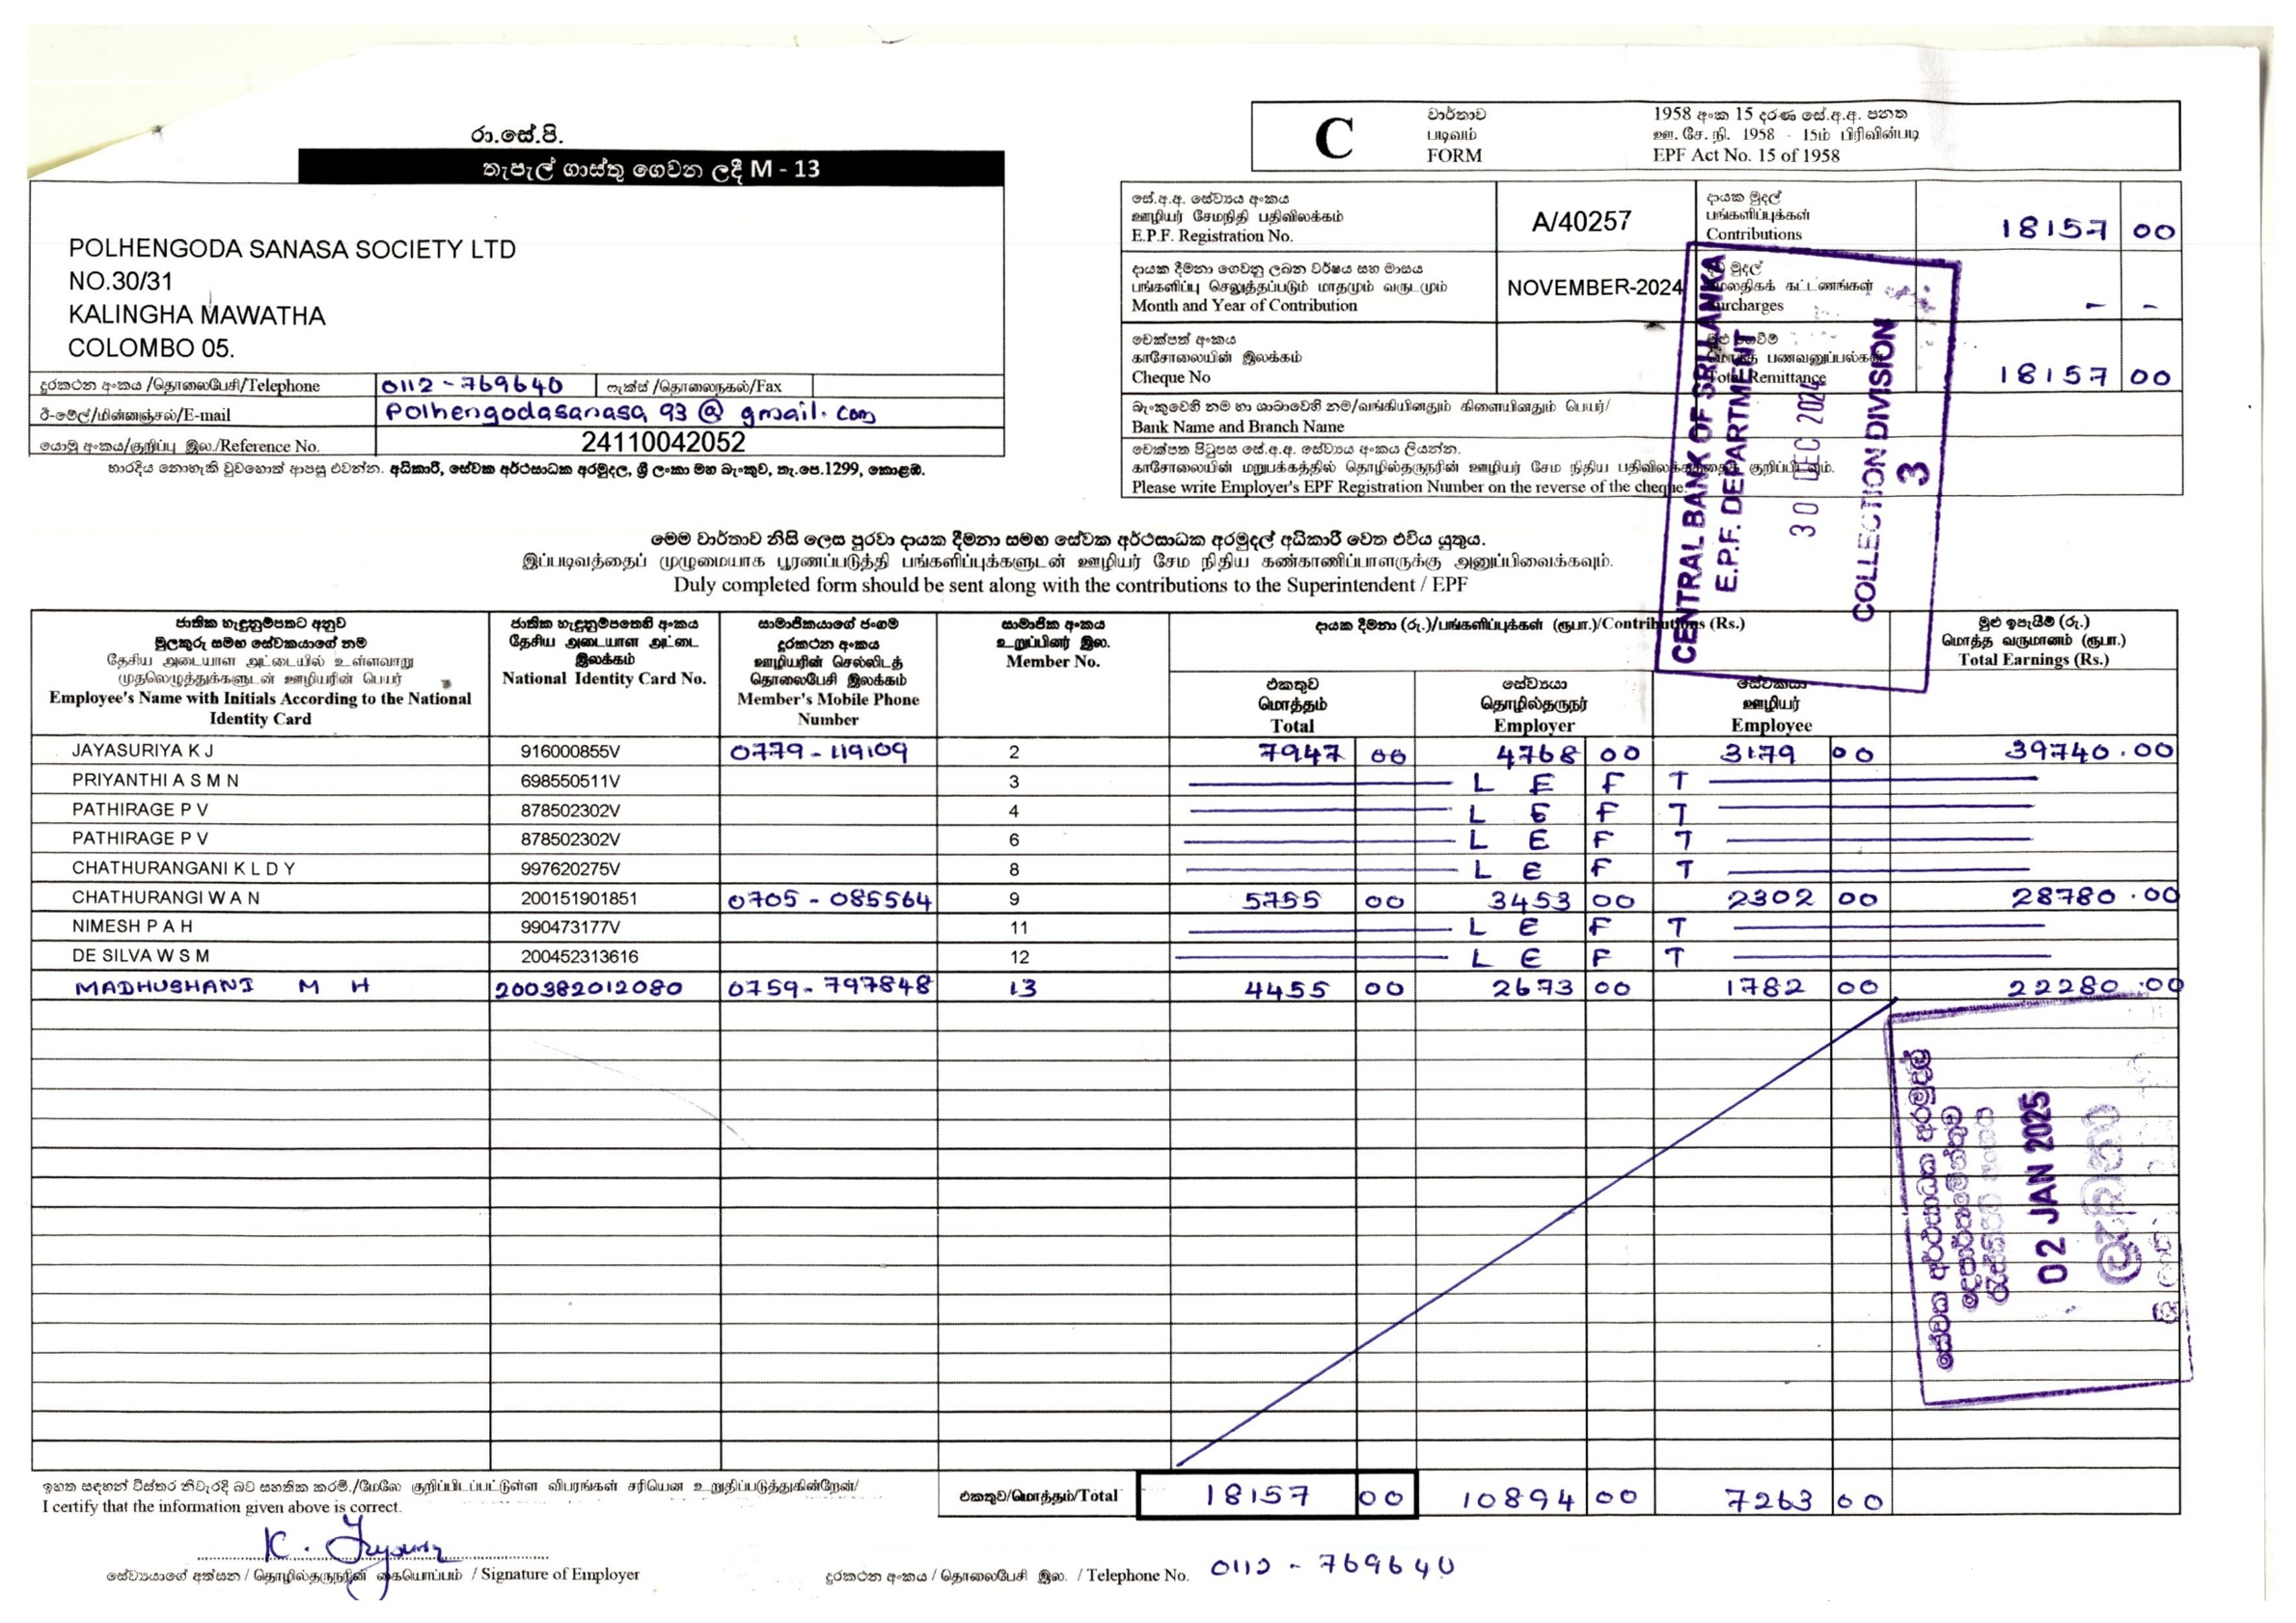 රා.සේ.පි.
තැපැල් ගාස්තු ගෙවන ලදී M - 13
POLHENGODA SANASA SOCIETY LTD
NO.30/31
KALINGHA MAWATHA
COLOMBO 05.
දුරකථන අංකය /தொலைபேசி/Telephone 0112 - 769640 ෆැක්ස් /தொலைநகல்/Fax
ඊ-මේල්/மின்னஞ்சல்/E-mail Polhengodasanasa 93 @ gmail. com
යොමු අංකය/குறிப்பு இல./Reference No. 24110042052
භාරදිය නොහැකි වුවහොත් ආපසු එවන්න. අධිකාරී, සේවක අර්ථසාධක අරමුදල, ශ්‍රී ලංකා මහ බැංකුව, තැ.පෙ.1299, කොළඹ.
C
වාර්තාව
படிவம்
FORM
1958 අංක 15 දරණ සේ.අ.අ. පනත
ஊ. சே. நி. 1958 - 15ம் பிரிவின்படி
EPF Act No. 15 of 1958
සේ.අ.අ. සේව්‍යය අංකය
ஊழியர் சேமநிதி பதிவிலக்கம்
E.P.F. Registration No.
A/40257
දායක මුදල්
பங்களிப்புக்கள்
Contributions
18157 00
දායක දීමනා ගෙවනු ලබන වර්ෂය සහ මාසය
பங்களிப்பு செலுத்தப்படும் மாதமும் வருடமும்
Month and Year of Contribution
NOVEMBER-2024
මුදල්
கட்டணங்கள்
urcharges
- -
චෙක්පත් අංකය
காசோலையின் இலக்கம்
Cheque No
பணவனுப்பல்கள்
Total Remittance
18157 00
බැංකුවෙහි නම හා ශාඛාවෙහි නම/வங்கியினதும் கிளையினதும் பெயர்/
Bank Name and Branch Name
චෙක්පත පිටුපස සේ.අ.අ. සේව්‍යය අංකය ලියන්න.
காசோலையின் மறுபக்கத்தில் தொழில்தருநரின் ஊழியர் சேம நிதிய குறிப்பிடவும்.
Please write Employer's EPF Registration Number on the reverse of the cheque.
CENTRAL BANK OF SRI LANKA
E.P.F. DEPARTMENT
30 DEC 2024
COLLECTION DIVISION
3
මෙම වාර්තාව නිසි ලෙස පුරවා දායක දීමනා සමඟ සේවක අර්ථසාධක අරමුදල් අධිකාරී වෙත එවිය යුතුය.
இப்படிவத்தைப் முழுமையாக பூரணப்படுத்தி பங்களிப்புக்களுடன் ஊழியர் சேம நிதிய கண்காணிப்பாளருக்கு அனுப்பிவைக்கவும்.
Duly completed form should be sent along with the contributions to the Superintendent / EPF
ජාතික හැඳුනුම්පතට අනුව
මුලකුරු සමඟ සේවකයාගේ නම
தேசிய அடையாள அட்டையில் உள்ளவாறு
முதலெழுத்துக்களுடன் ஊழியரின் பெயர்
Employee's Name with Initials According to the National
Identity Card
ජාතික හැඳුනුම්පතෙහි අංකය
தேசிய அடையாள அட்டை
இலக்கம்
National Identity Card No.
සාමාජිකයාගේ ජංගම
දුරකථන අංකය
ஊழியரின் செல்லிடத்
தொலைபேசி இலக்கம்
Member's Mobile Phone
Number
සාමාජික අංකය
உறுப்பினர் இல.
Member No.
දායක දීමනා (රු.)/பங்களிப்புக்கள் (ரூபா.)/Contributions (Rs.)
එකතුව
மொத்தம்
Total
සේව්‍යයා
தொழில்தருநர்
Employer
සේවකයා
ஊழியர்
Employee
මුළු ඉපැයීම් (රු.)
மொத்த வருமானம் (ரூபா.)
Total Earnings (Rs.)
JAYASURIYA K J 916000855V 0779-119109 2 7947 00 4768 00 3179 00 39740.00
PRIYANTHI A S M N 698550511V 3 L E F T
PATHIRAGE P V 878502302V 4 L E F T
PATHIRAGE P V 878502302V 6 L E F T
CHATHURANGANI K L D Y 997620275V 8 L E F T
CHATHURANGI W A N 200151901851 0705 - 085564 9 5755 00 3453 00 2302 00 28780.00
NIMESH P A H 990473177V 11 L E F T
DE SILVA W S M 200452313616 12 L E F T
MADHUSHANI M H 200382012080 0759-797848 13 4455 00 2673 00 1782 00 22280.00
සේවක අර්ථසාධක අරමුදල්
දෙපාර්තමේන්තුව
02 JAN 2025
ඉහත සඳහන් විස්තර නිවැරදි බව සහතික කරමි./மேலே குறிப்பிடப்பட்டுள்ள விபரங்கள் சரியென உறுதிப்படுத்துகின்றேன்/
I certify that the information given above is correct.
එකතුව/மொத்தம்/Total 18157 00 10894 00 7263 00
සේව්‍යයාගේ අත්සන / தொழில்தருநரின் கையொப்பம் / Signature of Employer
දුරකථන අංකය / தொலைபேசி இல. / Telephone No. 0112 - 769640